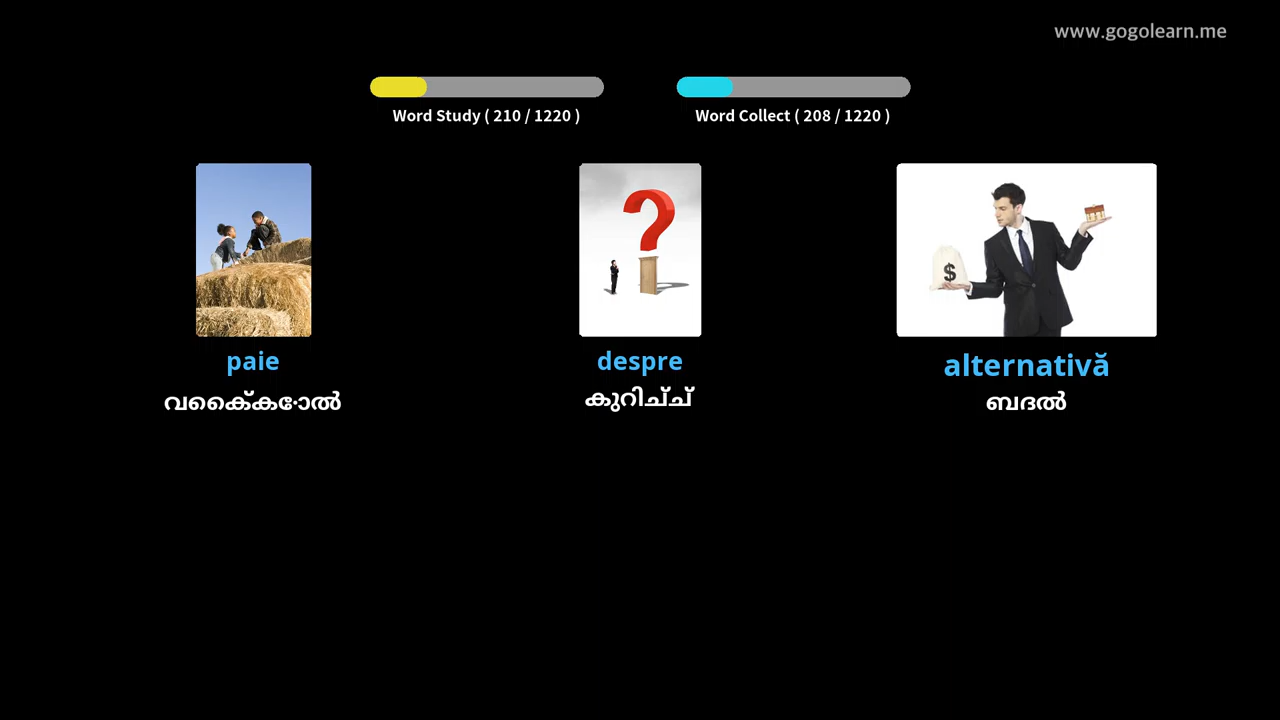 www.gogolearn.me
Word Study ( 210 / 1220 )
Word Collect ( 208 / 1220 )
paie
despre
alternativă
വൈക്കോൽ
കുറിച്ച്
ബദൽ